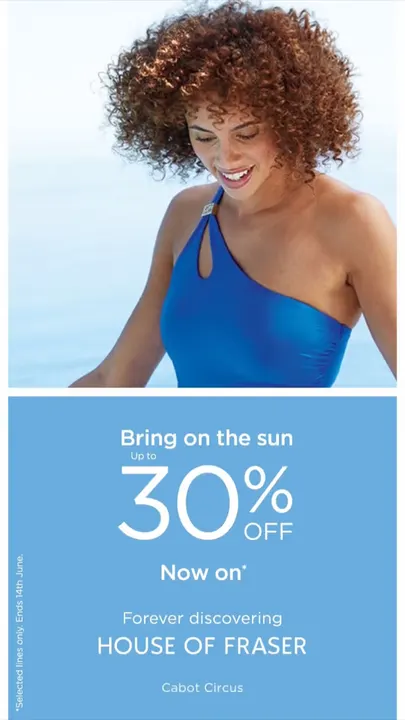 Bring on the sun
Up to
30%
OFF
Now on*
Forever discovering
HOUSE OF FRASER
Cabot Circus
*Selected lines only. Ends 14th June.